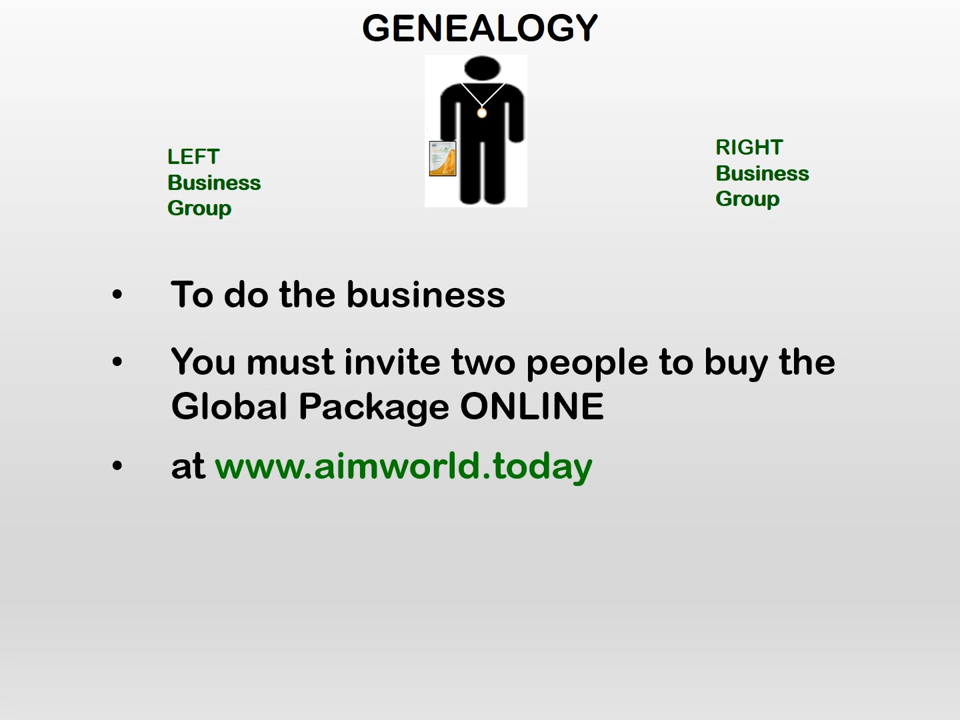 GENEALOGY
LEFT
Business
Group
RIGHT
Business
Group
• To do the business
• You must invite two people to buy the
Global Package ONLINE
• at www.aimworld.today